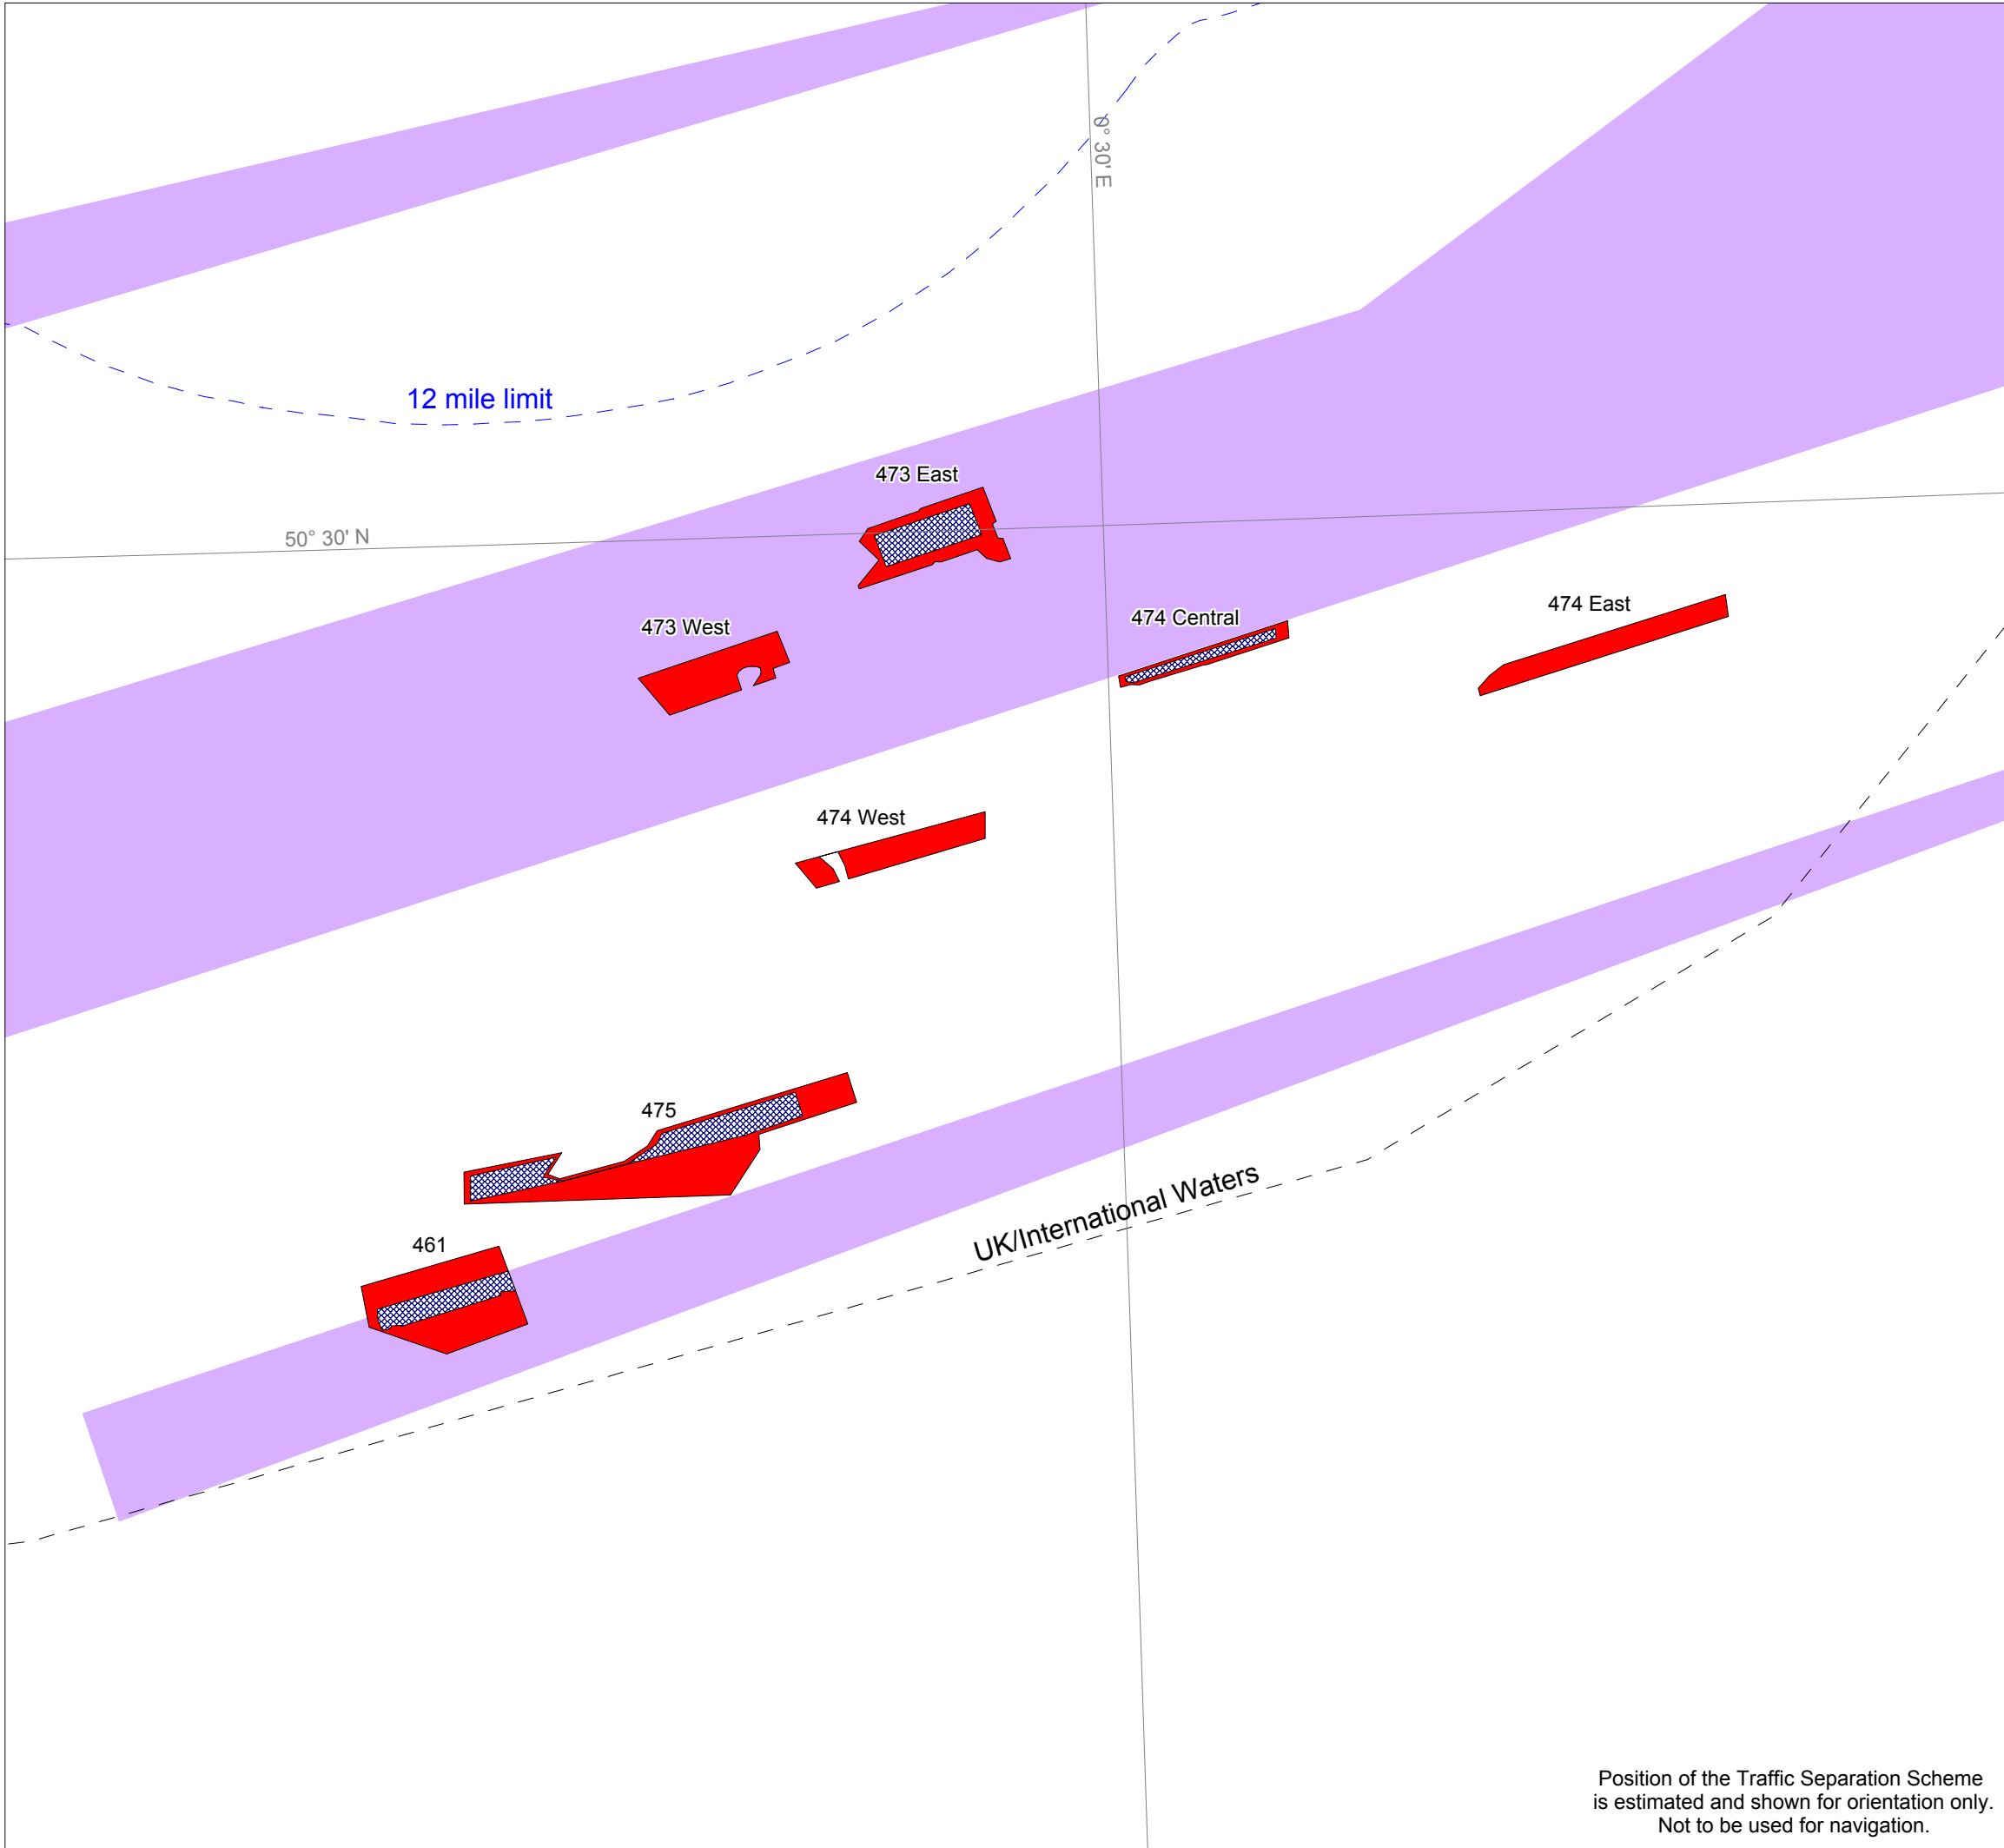 0° 30' E
12 mile limit
473 East
50° 30' N
474 East
474 Central
473 West
474 West
475
UK/International Waters
461
Position of the Traffic Separation Scheme
is estimated and shown for orientation only.
Not to be used for navigation.